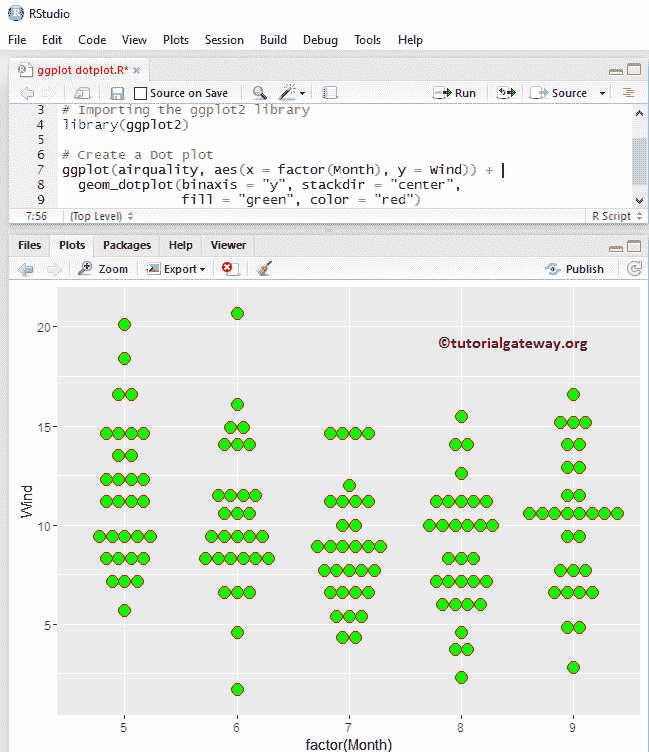 RStudio
File Edit Code View Plots Session Build Debug Tools Help
ggplot dotplot.R*
Source on Save Run Source
3 # Importing the ggplot2 library
4 library(ggplot2)
5
6 # Create a Dot plot
7 ggplot(airquality, aes(x = factor(Month), y = Wind)) +
8 geom_dotplot(binaxis = "y", stackdir = "center",
9 fill = "green", color = "red")
7:56 (Top Level) R Script
Files Plots Packages Help Viewer
Zoom Export Publish
©tutorialgateway.org
20
15
10
5
Wind
5 6 7 8 9
factor(Month)